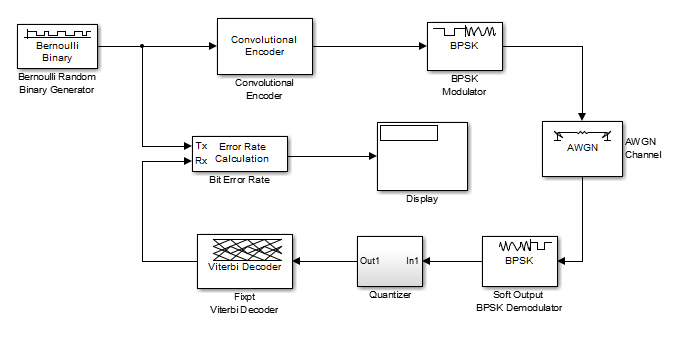 Bernoulli
Binary
Bernoulli Random
Binary Generator
Convolutional
Encoder
Convolutional
Encoder
BPSK
BPSK
Modulator
AWGN
AWGN
Channel
Tx
Rx
Error Rate
Calculation
Bit Error Rate
Display
Viterbi Decoder
Fixpt
Viterbi Decoder
Out1
In1
Quantizer
BPSK
Soft Output
BPSK Demodulator